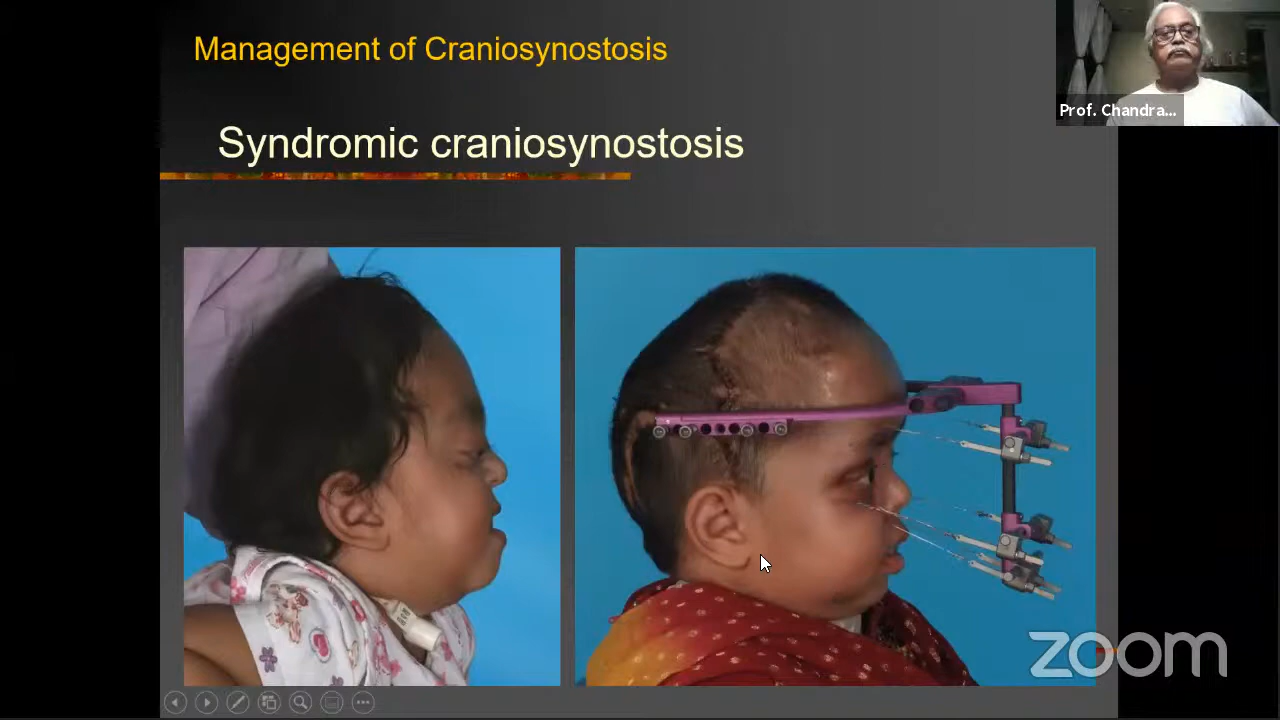 Management of Craniosynostosis
Prof. Chandra...
Syndromic craniosynostosis
zoom